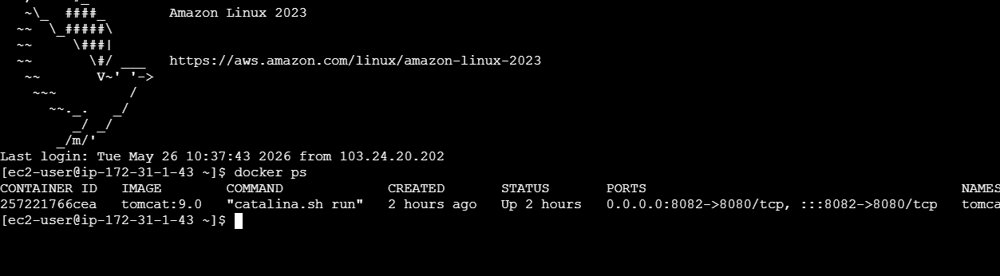 ~\_  ####_        Amazon Linux 2023
~~  \_#####\
~~     \###|
~~       \#/ ___   https://aws.amazon.com/linux/amazon-linux-2023
~~       V~' '->
~~~         /
~~._.   _/
_/ _/
_/m/'
Last login: Tue May 26 10:37:43 2026 from 103.24.20.202
[ec2-user@ip-172-31-1-43 ~]$ docker ps
CONTAINER ID   IMAGE        COMMAND             CREATED       STATUS       PORTS                                       NAMES
257221766cea   tomcat:9.0   "catalina.sh run"   2 hours ago   Up 2 hours   0.0.0.0:8082->8080/tcp, :::8082->8080/tcp   tomca
[ec2-user@ip-172-31-1-43 ~]$